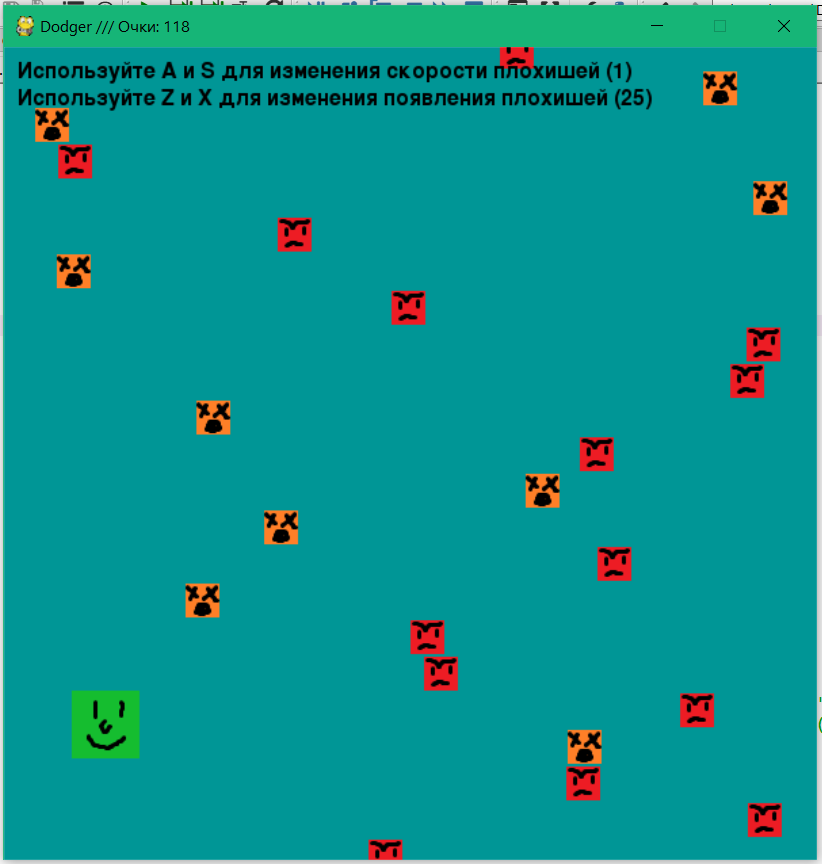 Dodger /// Очки: 118
Используйте A и S для изменения скорости плохишей (1)
Используйте Z и X для изменения появления плохишей (25)